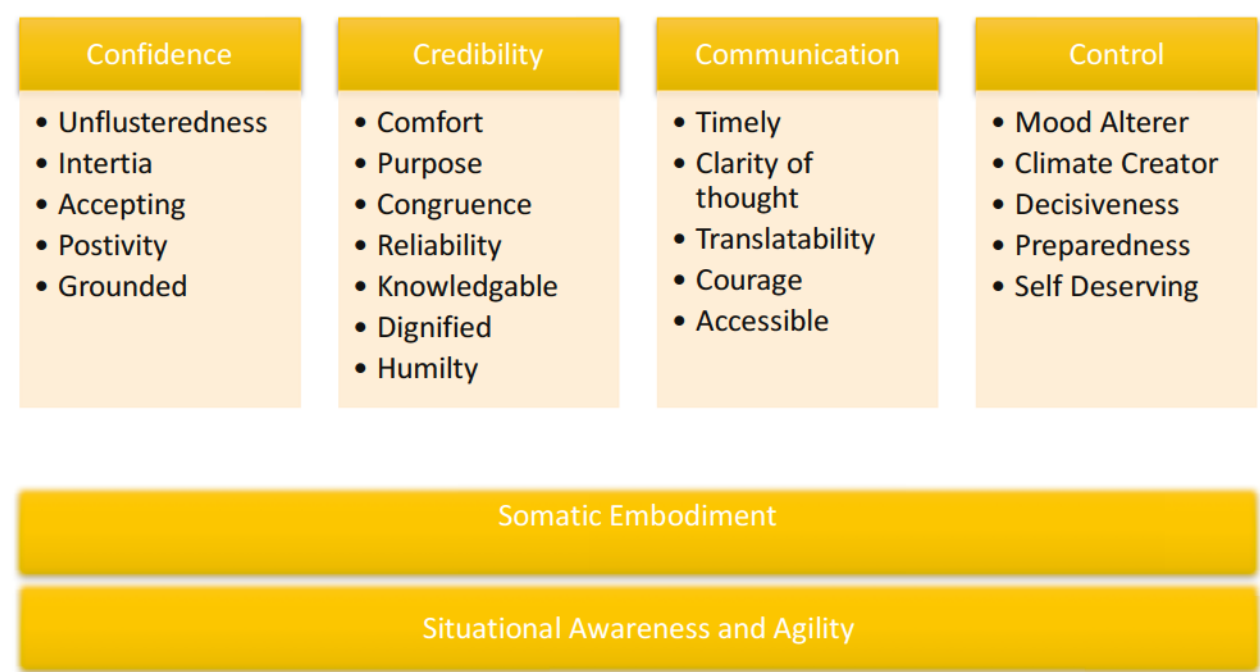 Confidence
• Unflusteredness
• Intertia
• Accepting
• Postivity
• Grounded
Credibility
• Comfort
• Purpose
• Congruence
• Reliability
• Knowledgable
• Dignified
• Humilty
Communication
• Timely
• Clarity of
thought
• Translatability
• Courage
• Accessible
Control
• Mood Alterer
• Climate Creator
• Decisiveness
• Preparedness
• Self Deserving
Somatic Embodiment
Situational Awareness and Agility